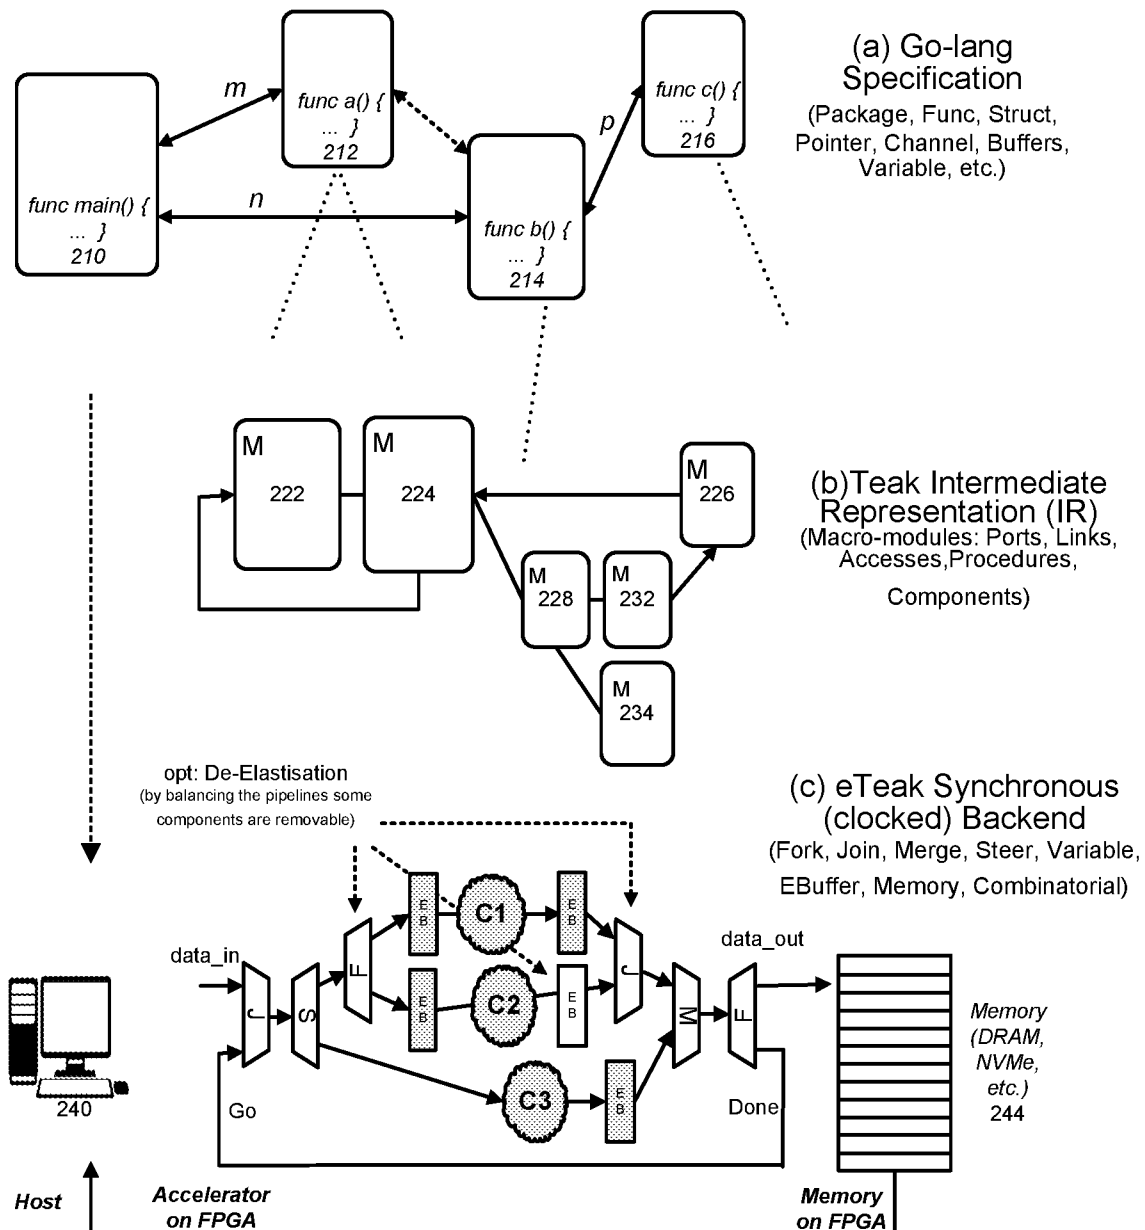 (a) Go-lang
Specification
(Package, Func, Struct,
Pointer, Channel, Buffers,
Variable, etc.)
m
func a() {
... }
212
func c() {
... }
216
p
func main() {
... }
210
n
func b() {
... }
214
(b)Teak Intermediate
Representation (IR)
(Macro-modules: Ports, Links,
Accesses,Procedures,
Components)
M
222
M
224
M
226
M
228
M
232
M
234
opt: De-Elastisation
(by balancing the pipelines some
components are removable)
(c) eTeak Synchronous
(clocked) Backend
(Fork, Join, Merge, Steer, Variable,
EBuffer, Memory, Combinatorial)
data_in
J
S
F
EB
C1
EB
EB
C2
EB
J
C3
EB
M
F
data_out
Go
Done
Memory
(DRAM,
NVMe,
etc.)
244
240
Host
Accelerator
on FPGA
Memory
on FPGA